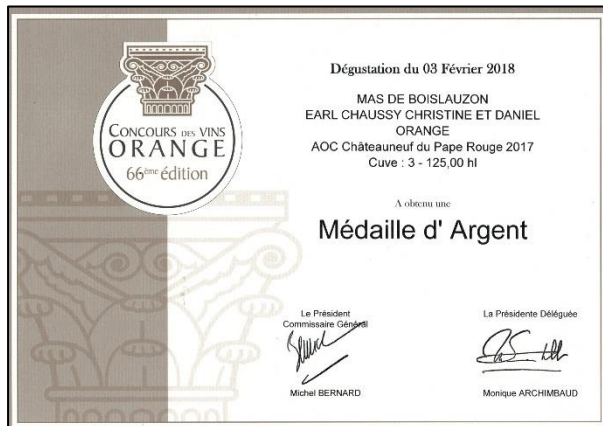 CONCOURS DES VINS
ORANGE
66ème édition
Dégustation du 03 Février 2018
MAS DE BOISLAUZON
EARL CHAUSSY CHRISTINE ET DANIEL
ORANGE
AOC Châteauneuf du Pape Rouge 2017
Cuve : 3 - 125,00 hl
A obtenu une
Médaille d' Argent
Le Président
Commissaire Général
Michel BERNARD
La Présidente Déléguée
Monique ARCHIMBAUD